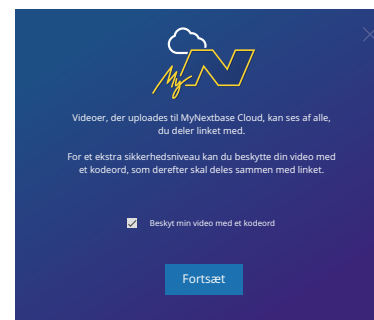 My N
Videoer, der uploades til MyNextbase Cloud, kan ses af alle,
du deler linket med.
For et ekstra sikkerhedsniveau kan du beskytte din video med
et kodeord, som derefter skal deles sammen med linket.
Beskyt min video med et kodeord
Fortsæt